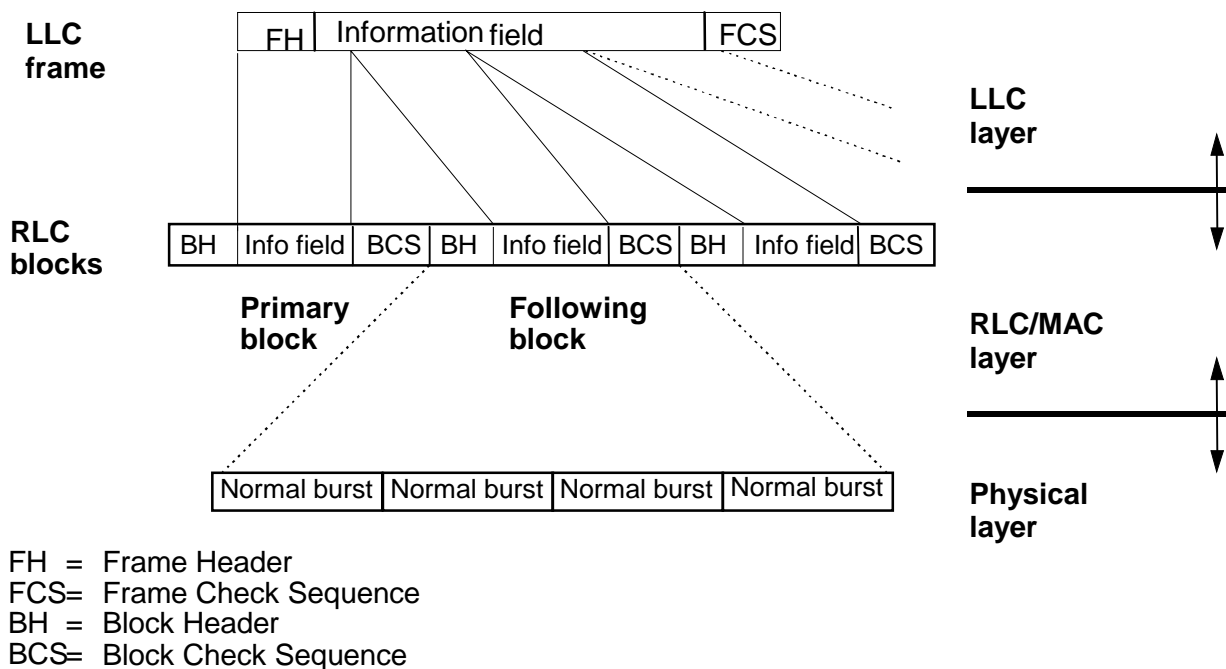 LLC
frame
FH Information field FCS
LLC
layer
RLC
blocks
BH Info field BCS BH Info field BCS BH Info field BCS
Primary
block
Following
block
RLC/MAC
layer
Normal burst Normal burst Normal burst Normal burst
Physical
layer
FH = Frame Header
FCS= Frame Check Sequence
BH = Block Header
BCS= Block Check Sequence